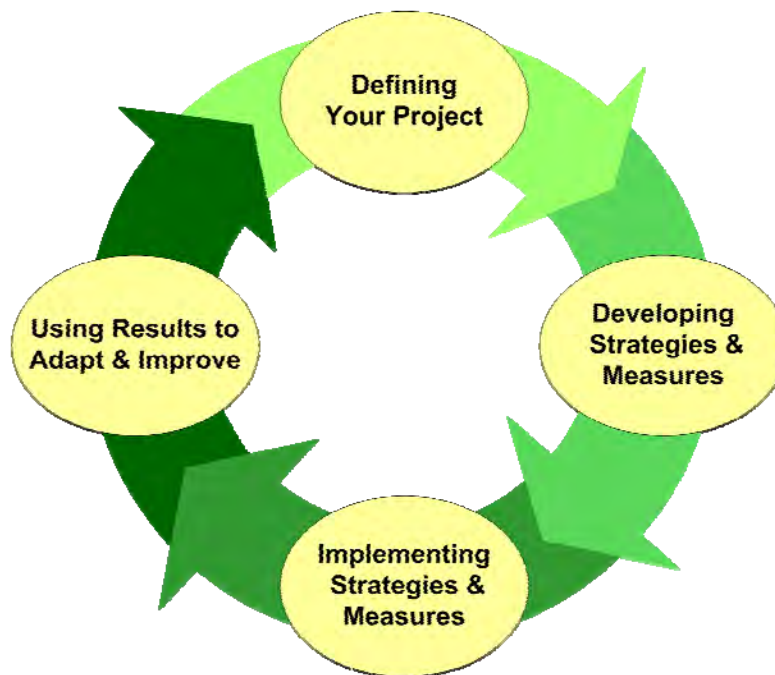 Defining
Your Project
Developing
Strategies &
Measures
Implementing
Strategies &
Measures
Using Results to
Adapt & Improve